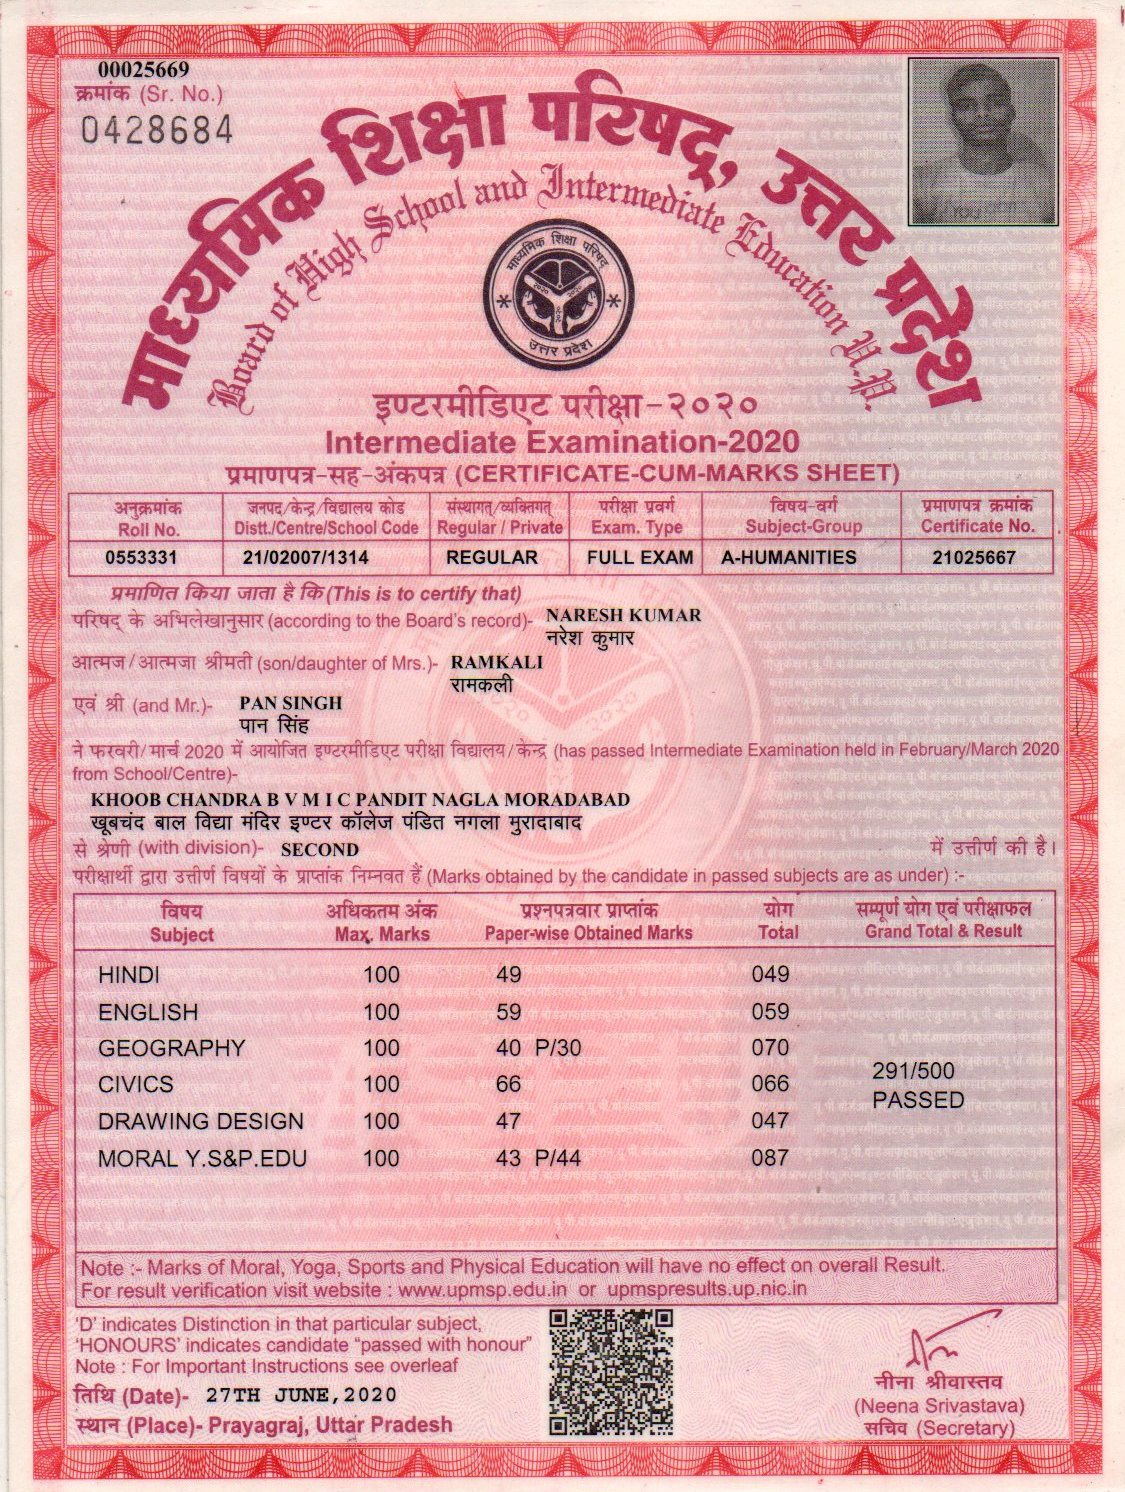 00025669
क्रमांक (Sr. No.)
0428684
माध्यमिक शिक्षा परिषद्, उत्तर प्रदेश
Board of High School and Intermediate Education U.P.
माध्यमिक शिक्षा परिषद्
उत्तर प्रदेश
इण्टरमीडिएट परीक्षा-२०२०
Intermediate Examination-2020
प्रमाणपत्र-सह-अंकपत्र (CERTIFICATE-CUM-MARKS SHEET)
अनुक्रमांक जनपद/केन्द्र/विद्यालय कोड संस्थागत्/व्यक्तिगत् परीक्षा प्रवर्ग विषय-वर्ग प्रमाणपत्र क्रमांक
Roll No. Distt./Centre/School Code Regular / Private Exam. Type Subject-Group Certificate No.
0553331 21/02007/1314 REGULAR FULL EXAM A-HUMANITIES 21025667
प्रमाणित किया जाता है कि (This is to certify that)
परिषद् के अभिलेखानुसार (according to the Board's record)- NARESH KUMAR
नरेश कुमार
आत्मज/आत्मजा श्रीमती (son/daughter of Mrs.)- RAMKALI
रामकली
एवं श्री (and Mr.)- PAN SINGH
पान सिंह
ने फरवरी/मार्च 2020 में आयोजित इण्टरमीडिएट परीक्षा विद्यालय/केन्द्र (has passed Intermediate Examination held in February/March 2020
from School/Centre)-
KHOOB CHANDRA B V M I C PANDIT NAGLA MORADABAD
खूबचंद बाल विद्या मंदिर इण्टर कॉलेज पंडित नगला मुरादाबाद
से श्रेणी (with division)- SECOND में उत्तीर्ण की है।
परीक्षार्थी द्वारा उत्तीर्ण विषयों के प्राप्तांक निम्नवत हैं (Marks obtained by the candidate in passed subjects are as under) :-
विषय अधिकतम अंक प्रश्नपत्रवार प्राप्तांक योग सम्पूर्ण योग एवं परीक्षाफल
Subject Max. Marks Paper-wise Obtained Marks Total Grand Total & Result
HINDI 100 49 049
ENGLISH 100 59 059
GEOGRAPHY 100 40 P/30 070
CIVICS 100 66 066
DRAWING DESIGN 100 47 047
MORAL Y.S&P.EDU 100 43 P/44 087
291/500
PASSED
Note :- Marks of Moral, Yoga, Sports and Physical Education will have no effect on overall Result.
For result verification visit website : www.upmsp.edu.in or upmspresults.up.nic.in
'D' indicates Distinction in that particular subject,
'HONOURS' indicates candidate "passed with honour"
Note : For Important Instructions see overleaf
तिथि (Date)- 27TH JUNE,2020
स्थान (Place)- Prayagraj, Uttar Pradesh
नीना श्रीवास्तव
(Neena Srivastava)
सचिव (Secretary)